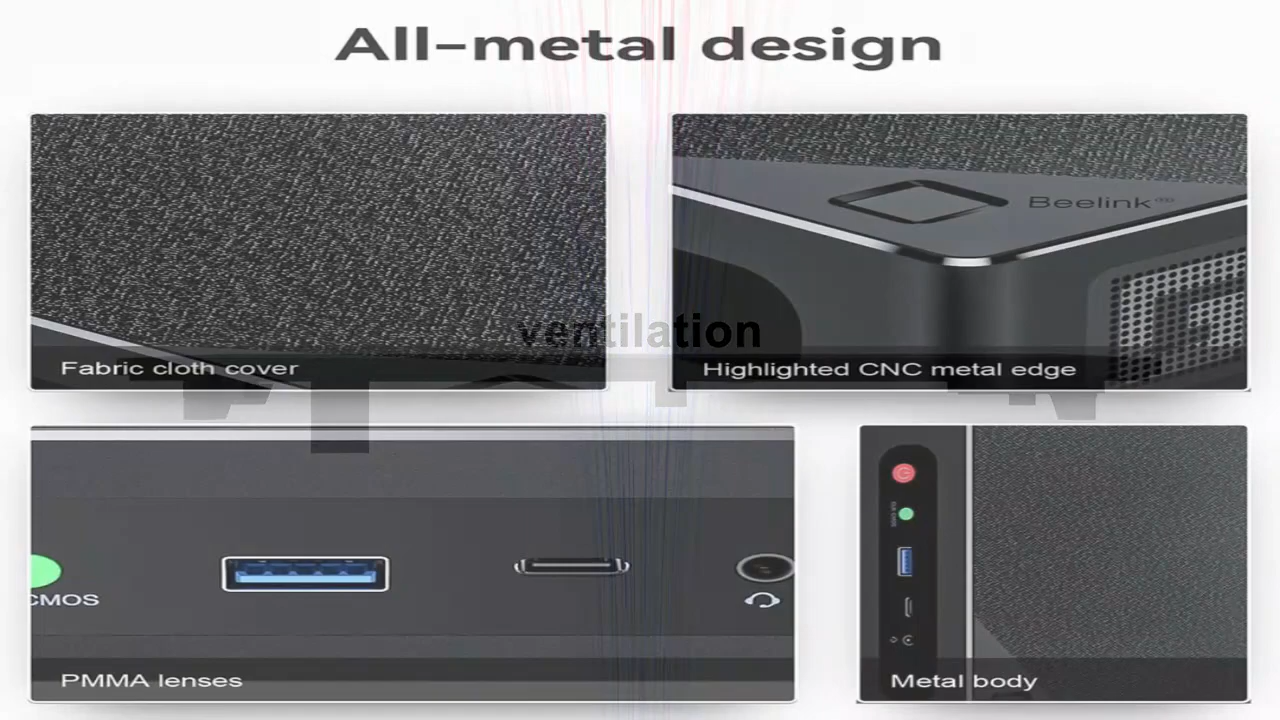 All-metal design
Beelink
ventilation
Fabric cloth cover
Highlighted CNC metal edge
CMOS
PMMA lenses
Metal body